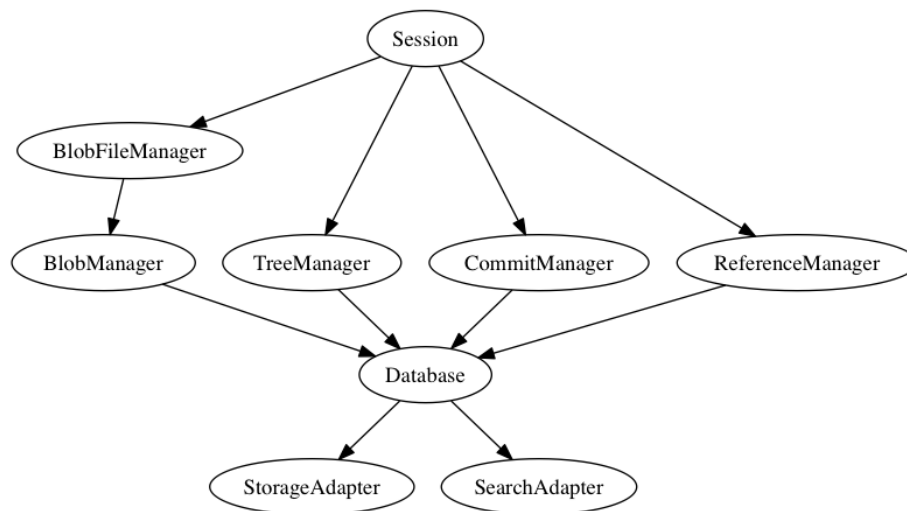 Session
BlobFileManager
BlobManager
TreeManager
CommitManager
ReferenceManager
Database
StorageAdapter
SearchAdapter